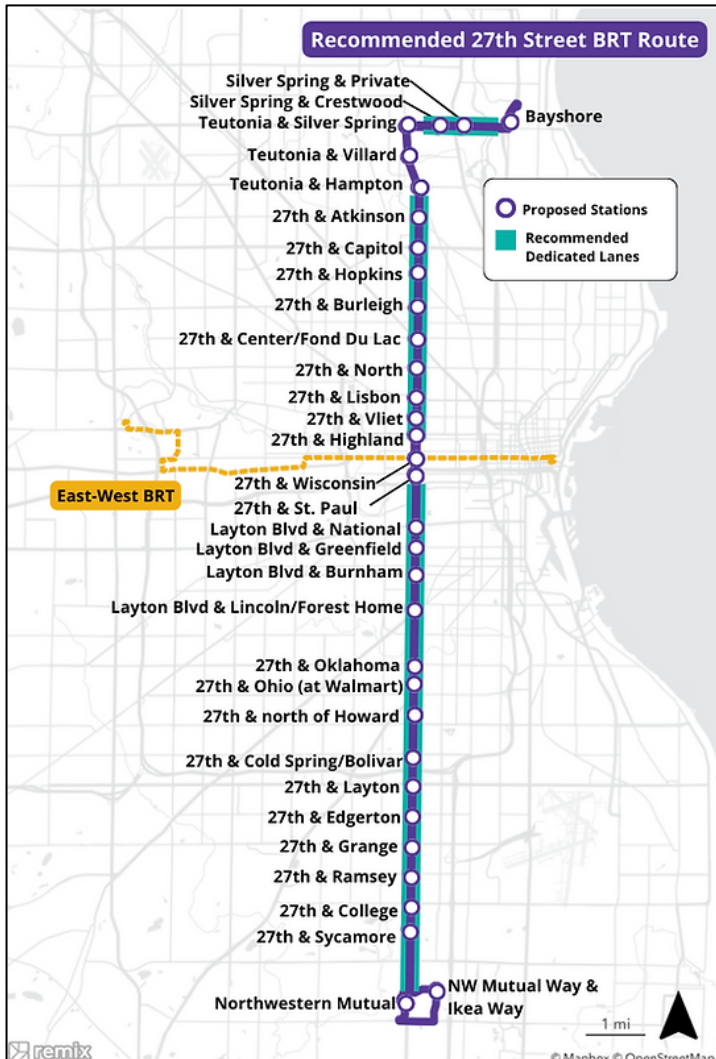 Recommended 27th Street BRT Route
Silver Spring & Private
Silver Spring & Crestwood
Teutonia & Silver Spring
Bayshore
Teutonia & Villard
Teutonia & Hampton
Proposed Stations
Recommended
Dedicated Lanes
27th & Atkinson
27th & Capitol
27th & Hopkins
27th & Burleigh
27th & Center/Fond Du Lac
27th & North
27th & Lisbon
27th & Vliet
27th & Highland
East-West BRT
27th & Wisconsin
27th & St. Paul
Layton Blvd & National
Layton Blvd & Greenfield
Layton Blvd & Burnham
Layton Blvd & Lincoln/Forest Home
27th & Oklahoma
27th & Ohio (at Walmart)
27th & north of Howard
27th & Cold Spring/Bolivar
27th & Layton
27th & Edgerton
27th & Grange
27th & Ramsey
27th & College
27th & Sycamore
Northwestern Mutual
NW Mutual Way &
Ikea Way
1 mi
remix
© Mapbox © OpenStreetMap